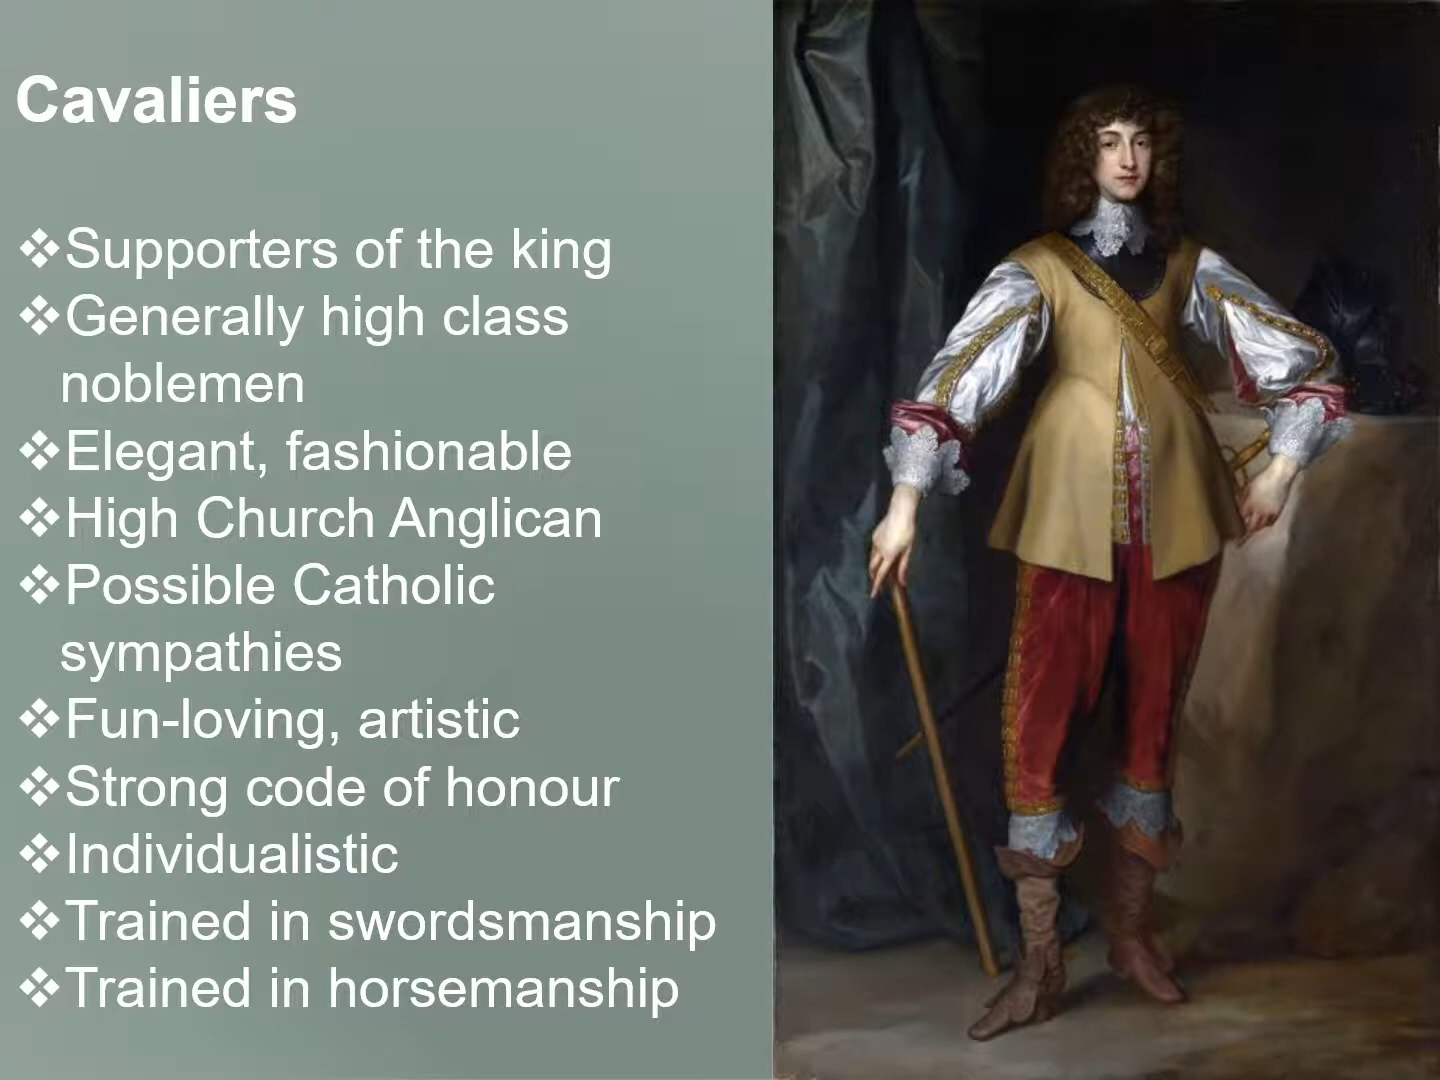 Cavaliers
❖Supporters of the king
❖Generally high class
noblemen
❖Elegant, fashionable
❖High Church Anglican
❖Possible Catholic
sympathies
❖Fun-loving, artistic
❖Strong code of honour
❖Individualistic
❖Trained in swordsmanship
❖Trained in horsemanship